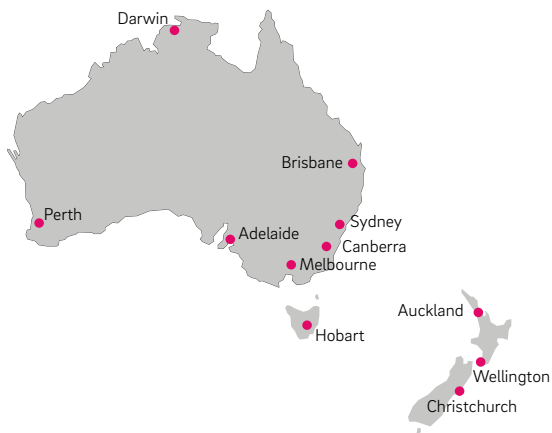 Darwin
Brisbane
Perth
Sydney
Adelaide
Canberra
Melbourne
Auckland
Hobart
Wellington
Christchurch